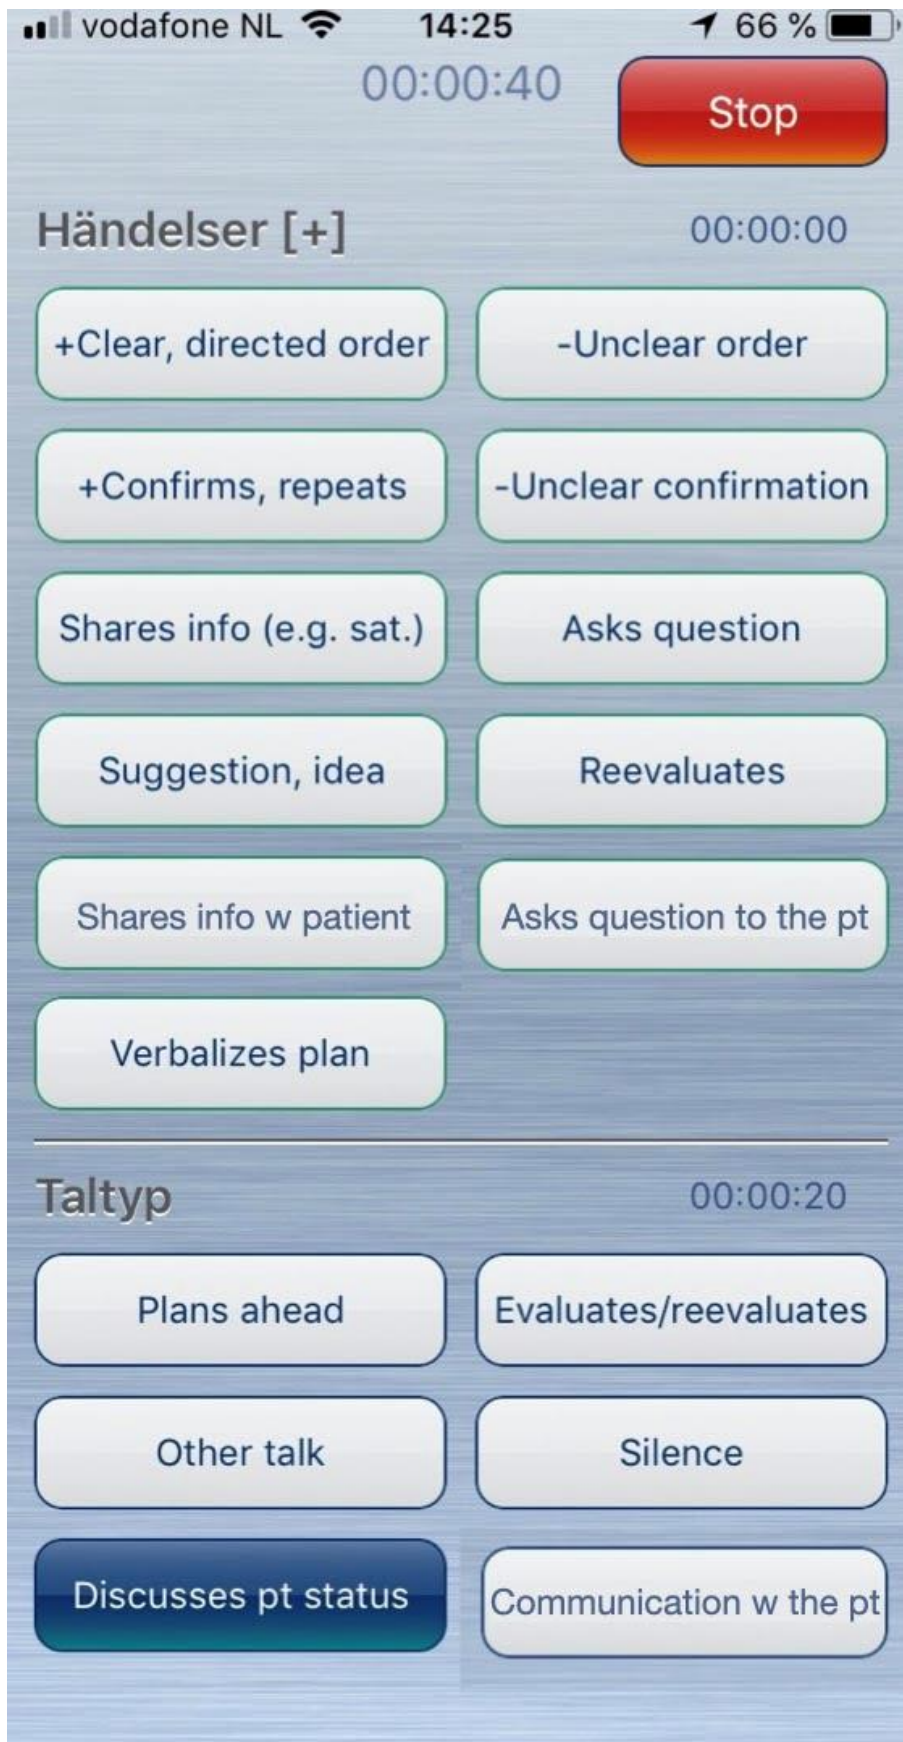 vodafone NL 14:25 66 %
00:00:40
Stop
Händelser [+] 00:00:00
+Clear, directed order -Unclear order
+Confirms, repeats -Unclear confirmation
Shares info (e.g. sat.) Asks question
Suggestion, idea Reevaluates
Shares info w patient Asks question to the pt
Verbalizes plan
Taltyp 00:00:20
Plans ahead Evaluates/reevaluates
Other talk Silence
Discusses pt status Communication w the pt